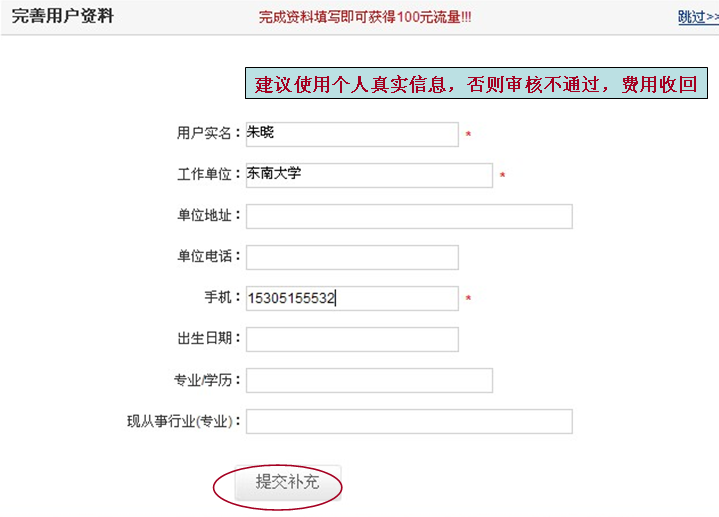 完善用户资料 完成资料填写即可获得100元流量!!! 跳过>>
建议使用个人真实信息，否则审核不通过，费用收回
用户实名： 朱晓 *
工作单位： 东南大学 *
单位地址：
单位电话：
手机： 15305155532 *
出生日期：
专业/学历：
现从事行业(专业)：
提交补充